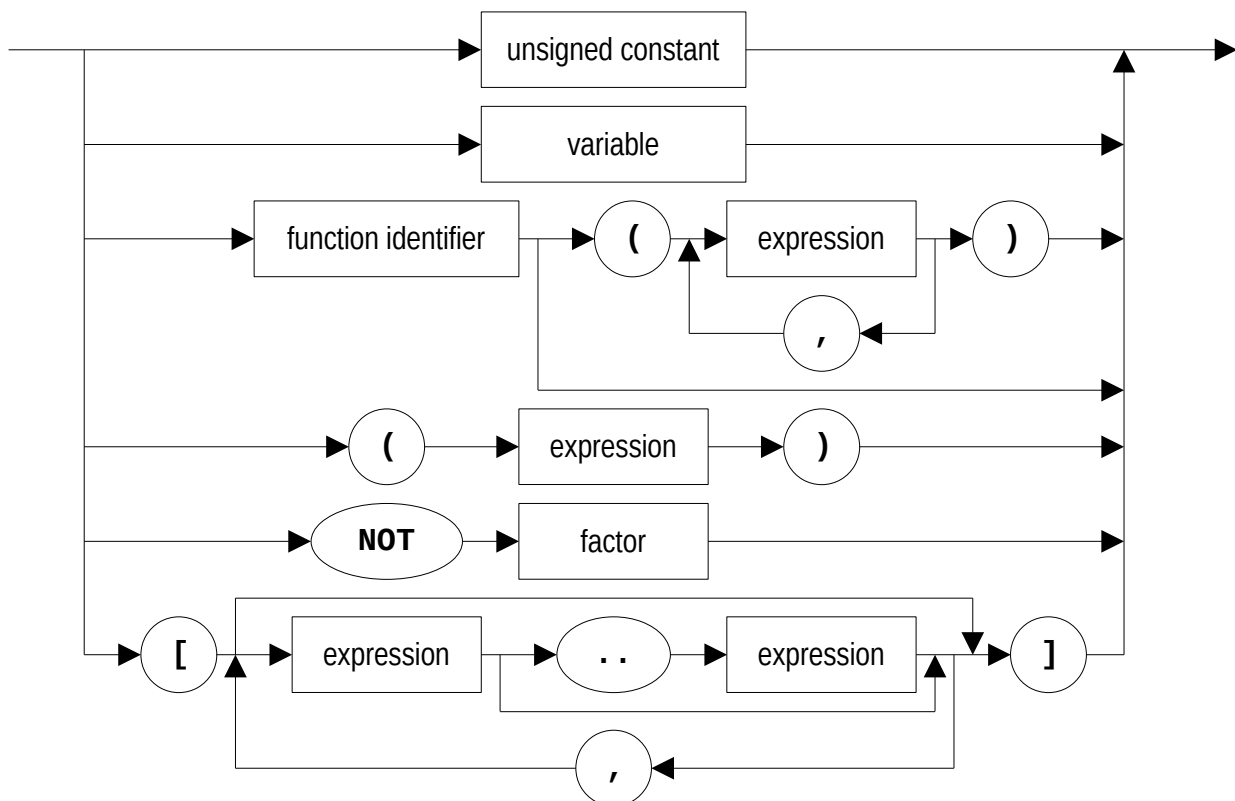 unsigned constant
variable
function identifier ( expression )
,
( expression )
NOT factor
[ expression .. expression ]
,